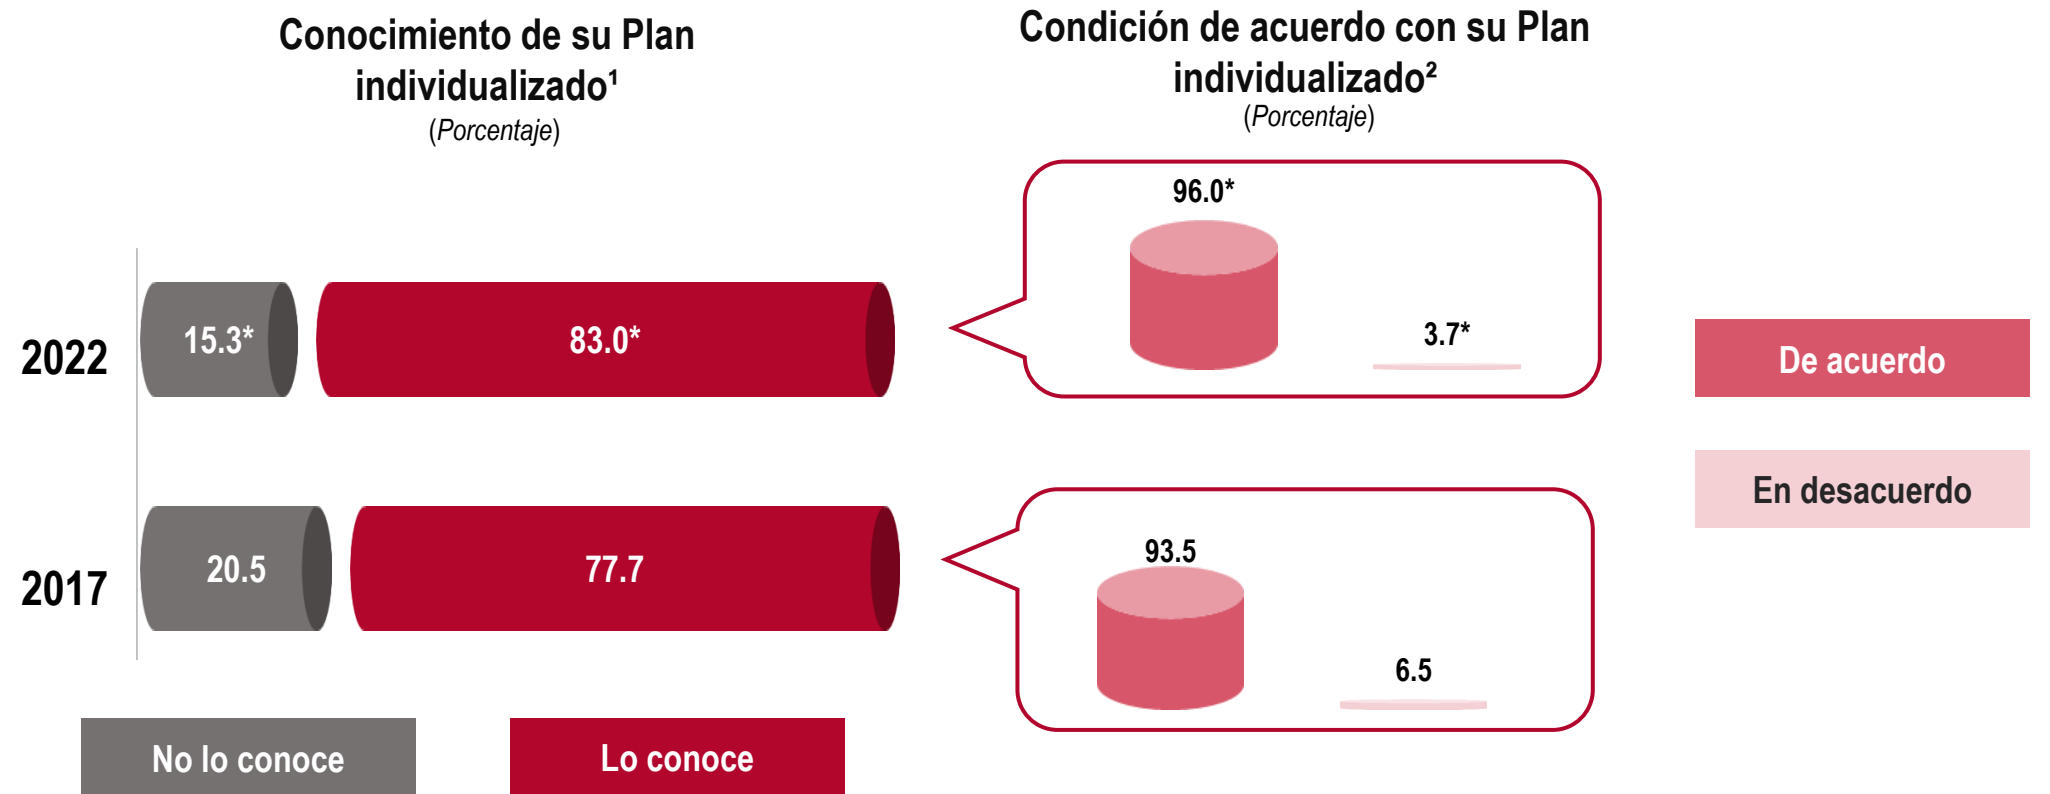 Conocimiento de su Plan
individualizado¹
(Porcentaje)
Condición de acuerdo con su Plan
individualizado²
(Porcentaje)
2022
15.3*
83.0*
96.0*
3.7*
De acuerdo
En desacuerdo
2017
20.5
77.7
93.5
6.5
No lo conoce
Lo conoce